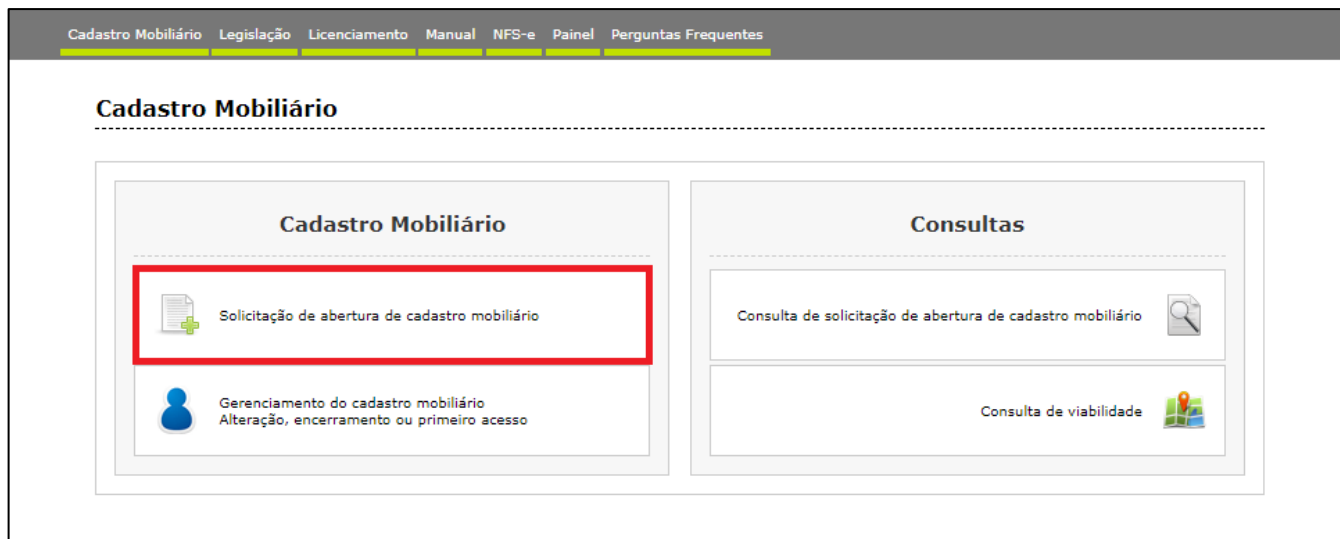 Cadastro Mobiliário Legislação Licenciamento Manual NFS-e Painel Perguntas Frequentes
Cadastro Mobiliário
Cadastro Mobiliário
Solicitação de abertura de cadastro mobiliário
Gerenciamento do cadastro mobiliário
Alteração, encerramento ou primeiro acesso
Consultas
Consulta de solicitação de abertura de cadastro mobiliário
Consulta de viabilidade